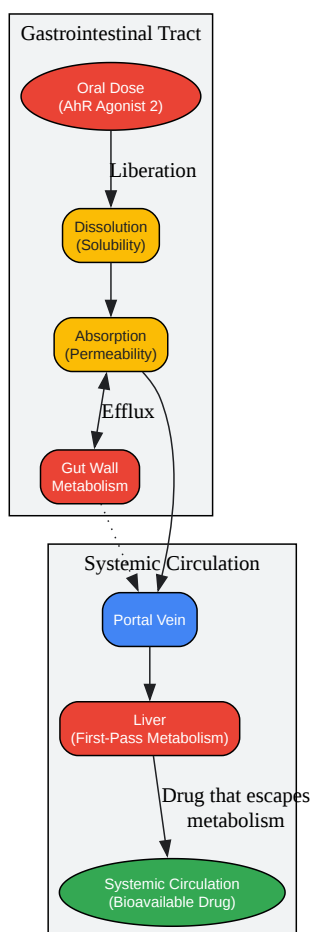 Gastrointestinal Tract
Oral Dose
(AhR Agonist 2)
Liberation
Dissolution
(Solubility)
Absorption
(Permeability)
Efflux
Gut Wall
Metabolism
Systemic Circulation
Portal Vein
Liver
(First-Pass Metabolism)
Drug that escapes
metabolism
Systemic Circulation
(Bioavailable Drug)